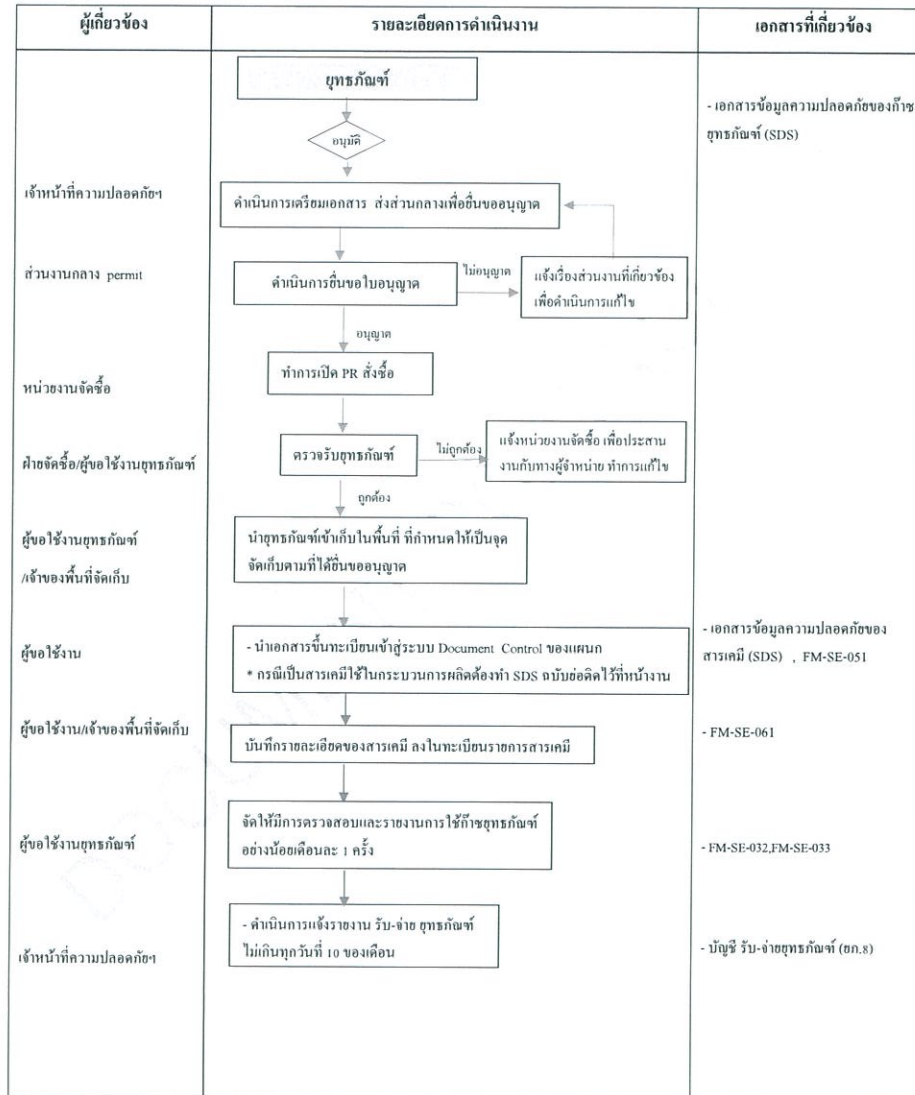 ผู้เกี่ยวข้อง
รายละเอียดการดำเนินงาน
เอกสารที่เกี่ยวข้อง
ยุทธภัณฑ์
- เอกสารข้อมูลความปลอดภัยของก๊าซ
ยุทธภัณฑ์ (SDS)
อนุมัติ
เจ้าหน้าที่ความปลอดภัยฯ
ดำเนินการเตรียมเอกสาร ส่งส่วนกลางเพื่อยื่นขออนุญาต
ส่วนงานกลาง permit
ดำเนินการยื่นขอใบอนุญาต
ไม่อนุญาต
แจ้งเรื่องส่วนงานที่เกี่ยวข้อง
เพื่อดำเนินการแก้ไข
อนุญาต
หน่วยงานจัดซื้อ
ทำการเปิด PR สั่งซื้อ
ฝ่ายจัดซื้อ/ผู้ขอใช้งานยุทธภัณฑ์
ตรวจรับยุทธภัณฑ์
ไม่ถูกต้อง
แจ้งหน่วยงานจัดซื้อ เพื่อประสาน
งานกับทางผู้จำหน่าย ทำการแก้ไข
ถูกต้อง
ผู้ขอใช้งานยุทธภัณฑ์
/เจ้าของพื้นที่จัดเก็บ
นำยุทธภัณฑ์เข้าเก็บในพื้นที่ ที่กำหนดให้เป็นจุด
จัดเก็บตามที่ได้ยื่นขออนุญาต
ผู้ขอใช้งาน
- นำเอกสารขึ้นทะเบียนเข้าสู่ระบบ Document Control ของแผนก
* กรณีเป็นสารเคมีใช้ในกระบวนการผลิตต้องทำ SDS ฉบับย่อติดไว้ที่หน้างาน
- เอกสารข้อมูลความปลอดภัยของ
สารเคมี (SDS) , FM-SE-051
ผู้ขอใช้งาน/เจ้าของพื้นที่จัดเก็บ
บันทึกรายละเอียดของสารเคมี ลงในทะเบียนรายการสารเคมี
- FM-SE-061
ผู้ขอใช้งานยุทธภัณฑ์
จัดให้มีการตรวจสอบและรายงานการใช้ก๊าซยุทธภัณฑ์
อย่างน้อยเดือนละ 1 ครั้ง
- FM-SE-032,FM-SE-033
เจ้าหน้าที่ความปลอดภัยฯ
- ดำเนินการแจ้งรายงาน รับ-จ่าย ยุทธภัณฑ์
ไม่เกินทุกวันที่ 10 ของเดือน
- บัญชี รับ-จ่ายยุทธภัณฑ์ (ยภ.8)